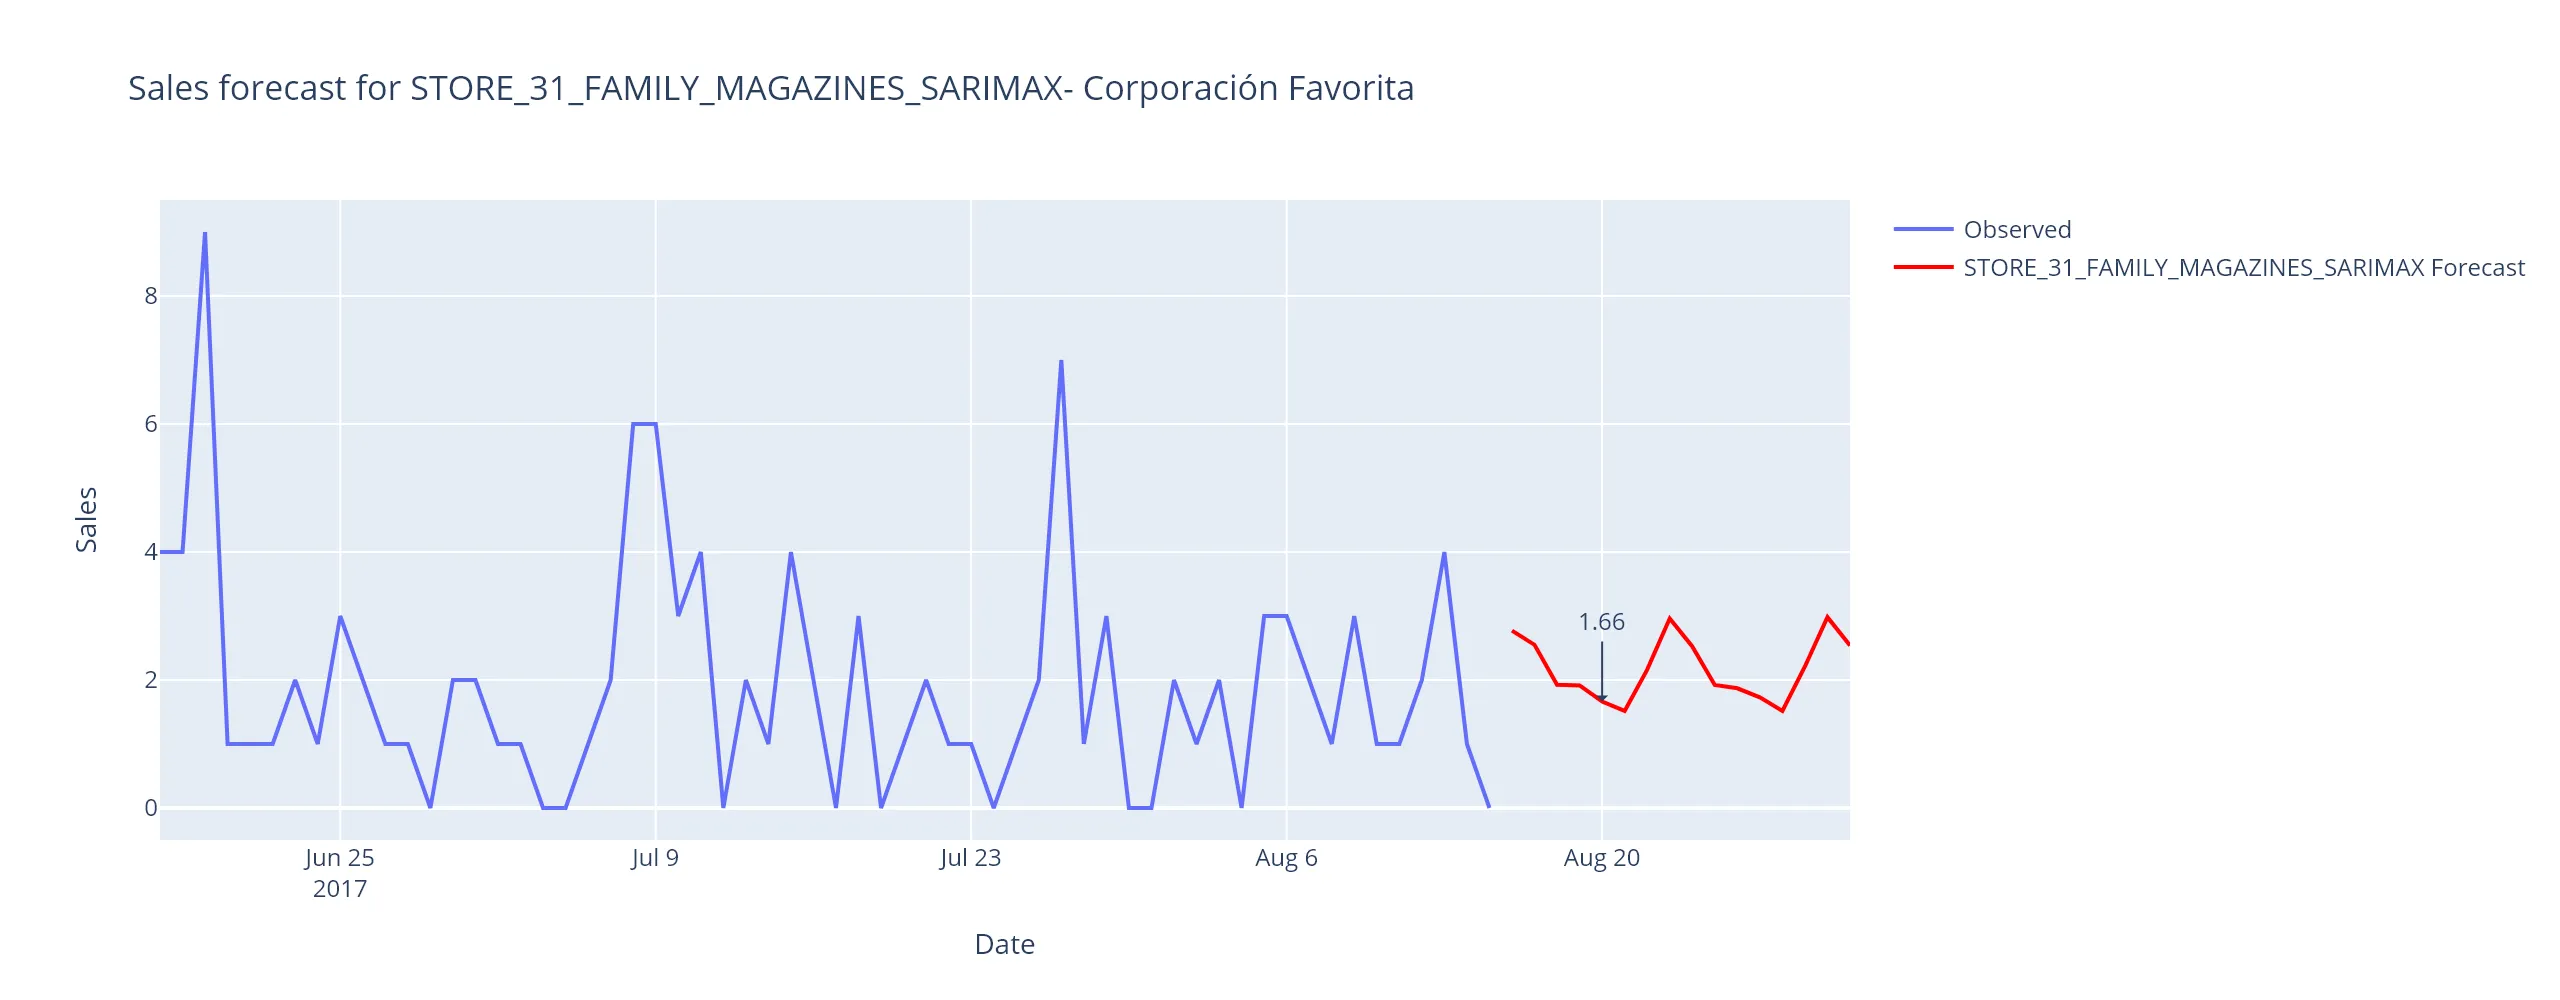 Sales forecast for STORE_31_FAMILY_MAGAZINES_SARIMAX- Corporación Favorita
Observed
STORE_31_FAMILY_MAGAZINES_SARIMAX Forecast
8
6
4
2
0
Sales
1.66
Jun 25
2017
Jul 9
Jul 23
Aug 6
Aug 20
Date